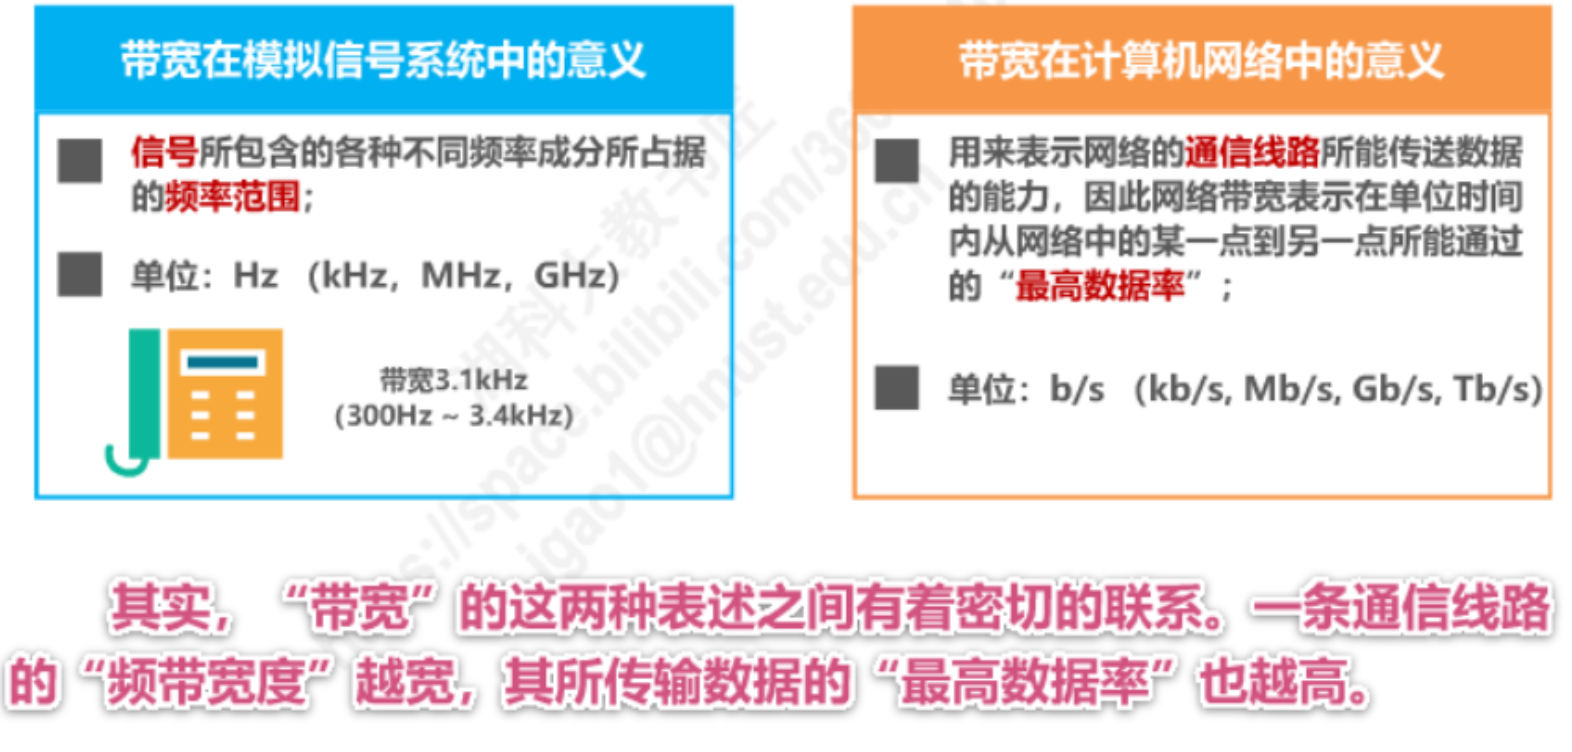 带宽在模拟信号系统中的意义
信号所包含的各种不同频率成分所占据
的频率范围；
单位：Hz （kHz，MHz，GHz）
带宽3.1kHz
（300Hz ~ 3.4kHz）
带宽在计算机网络中的意义
用来表示网络的通信线路所能传送数据
的能力，因此网络带宽表示在单位时间
内从网络中的某一点到另一点所能通过
的“最高数据率”；
单位：b/s （kb/s, Mb/s, Gb/s, Tb/s）
其实，“带宽”的这两种表述之间有着密切的联系。一条通信线路
的“频带宽度”越宽，其所传输数据的“最高数据率”也越高。
湖科大教书匠
s://space.bilibili.com/360
jgao1@hnust.edu.cn